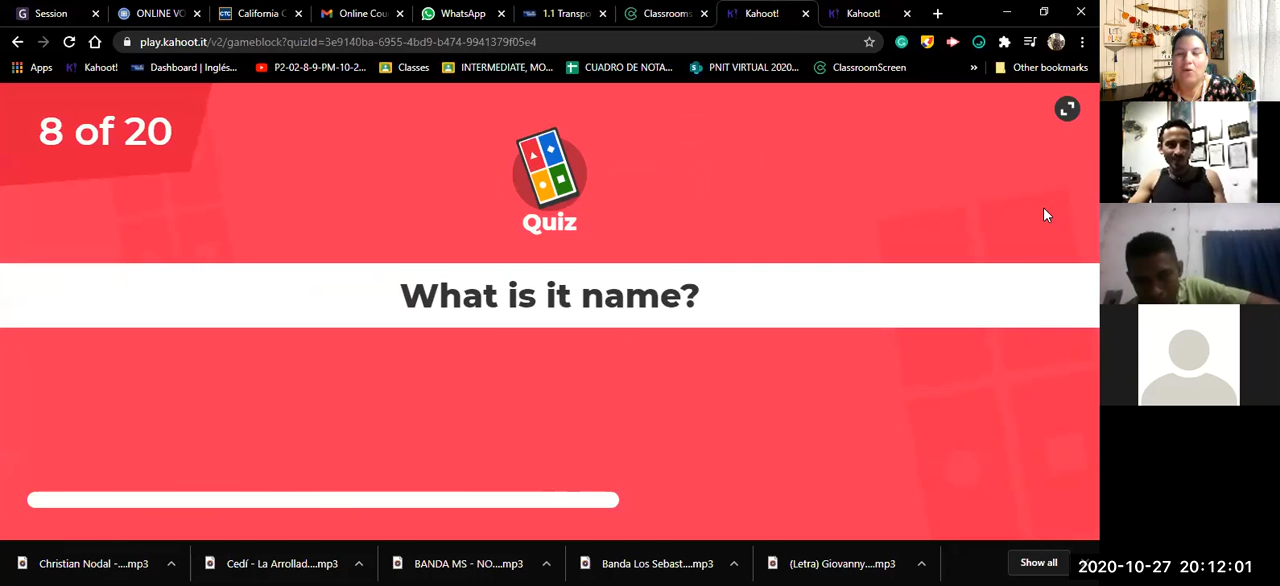 Session
ONLINE VO
California C
Online Cou
WhatsApp
1.1 Transpo
Classrooms
Kahoot!
Kahoot!
play.kahoot.it/v2/gameblock?quizId=3e9140ba-6955-4bd9-b474-9941379f05e4
Apps
Kahoot!
Dashboard | Inglés...
P2-02-8-9-PM-10-2...
Classes
INTERMEDIATE, MO...
CUADRO DE NOTA...
PNIT VIRTUAL 2020...
ClassroomScreen
»
Other bookmarks
8 of 20
Quiz
What is it name?
Christian Nodal -....mp3
Cedí - La Arrollad....mp3
BANDA MS - NO....mp3
Banda Los Sebast....mp3
(Letra) Giovanny....mp3
Show all
2020-10-27 20:12:01